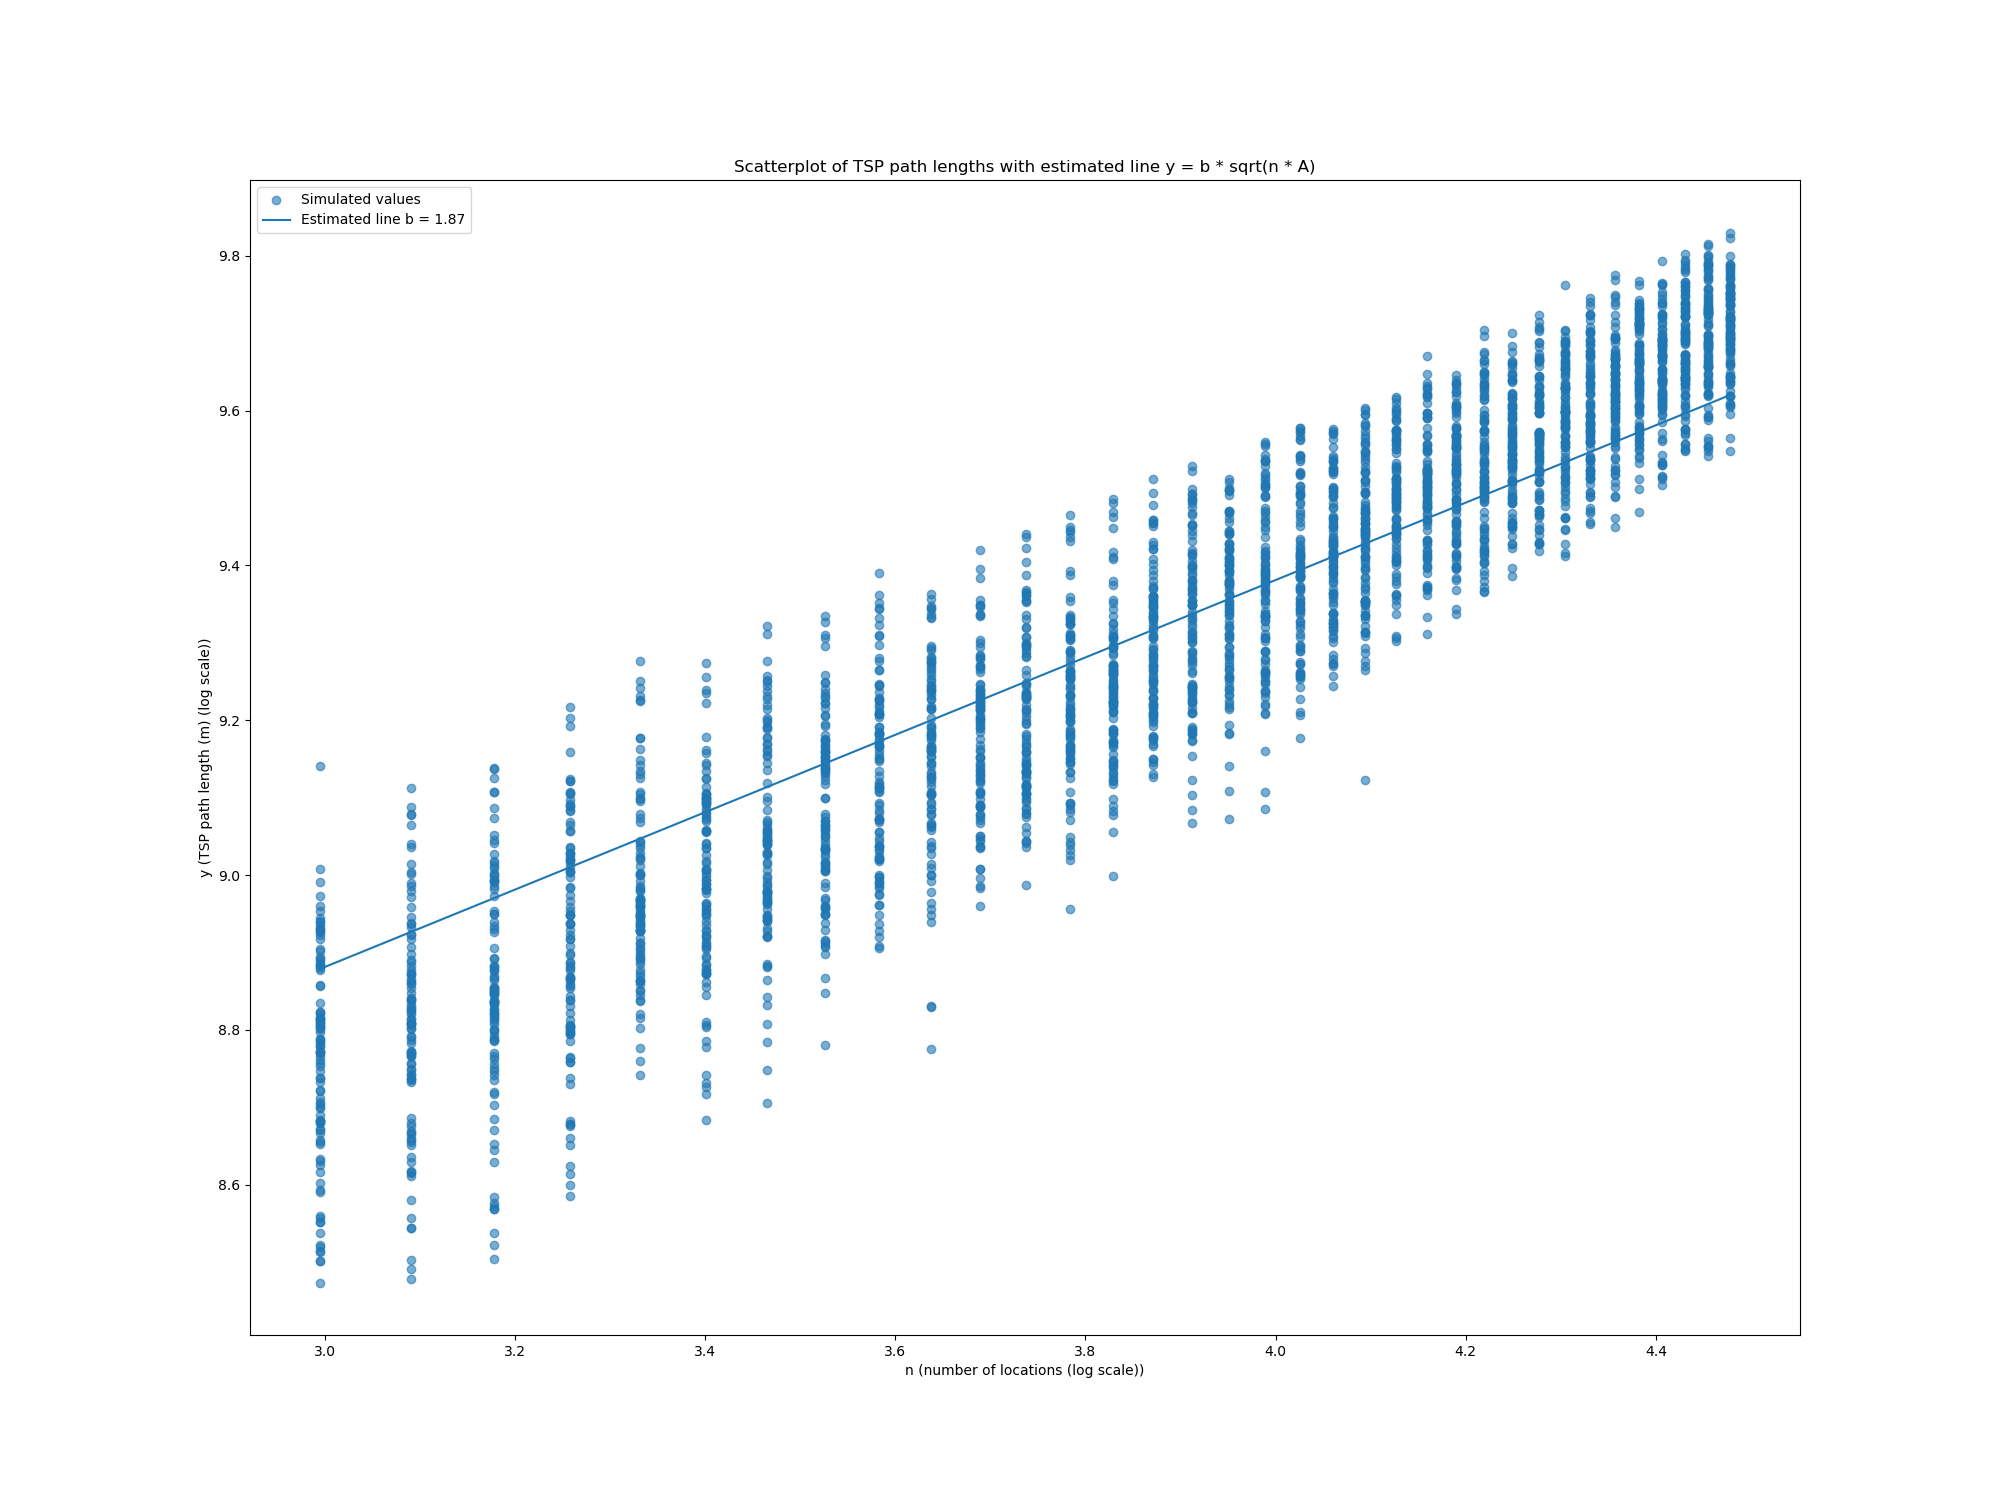 Scatterplot of TSP path lengths with estimated line y = b * sqrt(n * A)
Simulated values
Estimated line b = 1.87
9.8
9.6
9.4
9.2
9.0
8.8
8.6
y (TSP path length (m) (log scale))
3.0 3.2 3.4 3.6 3.8 4.0 4.2 4.4
n (number of locations (log scale))